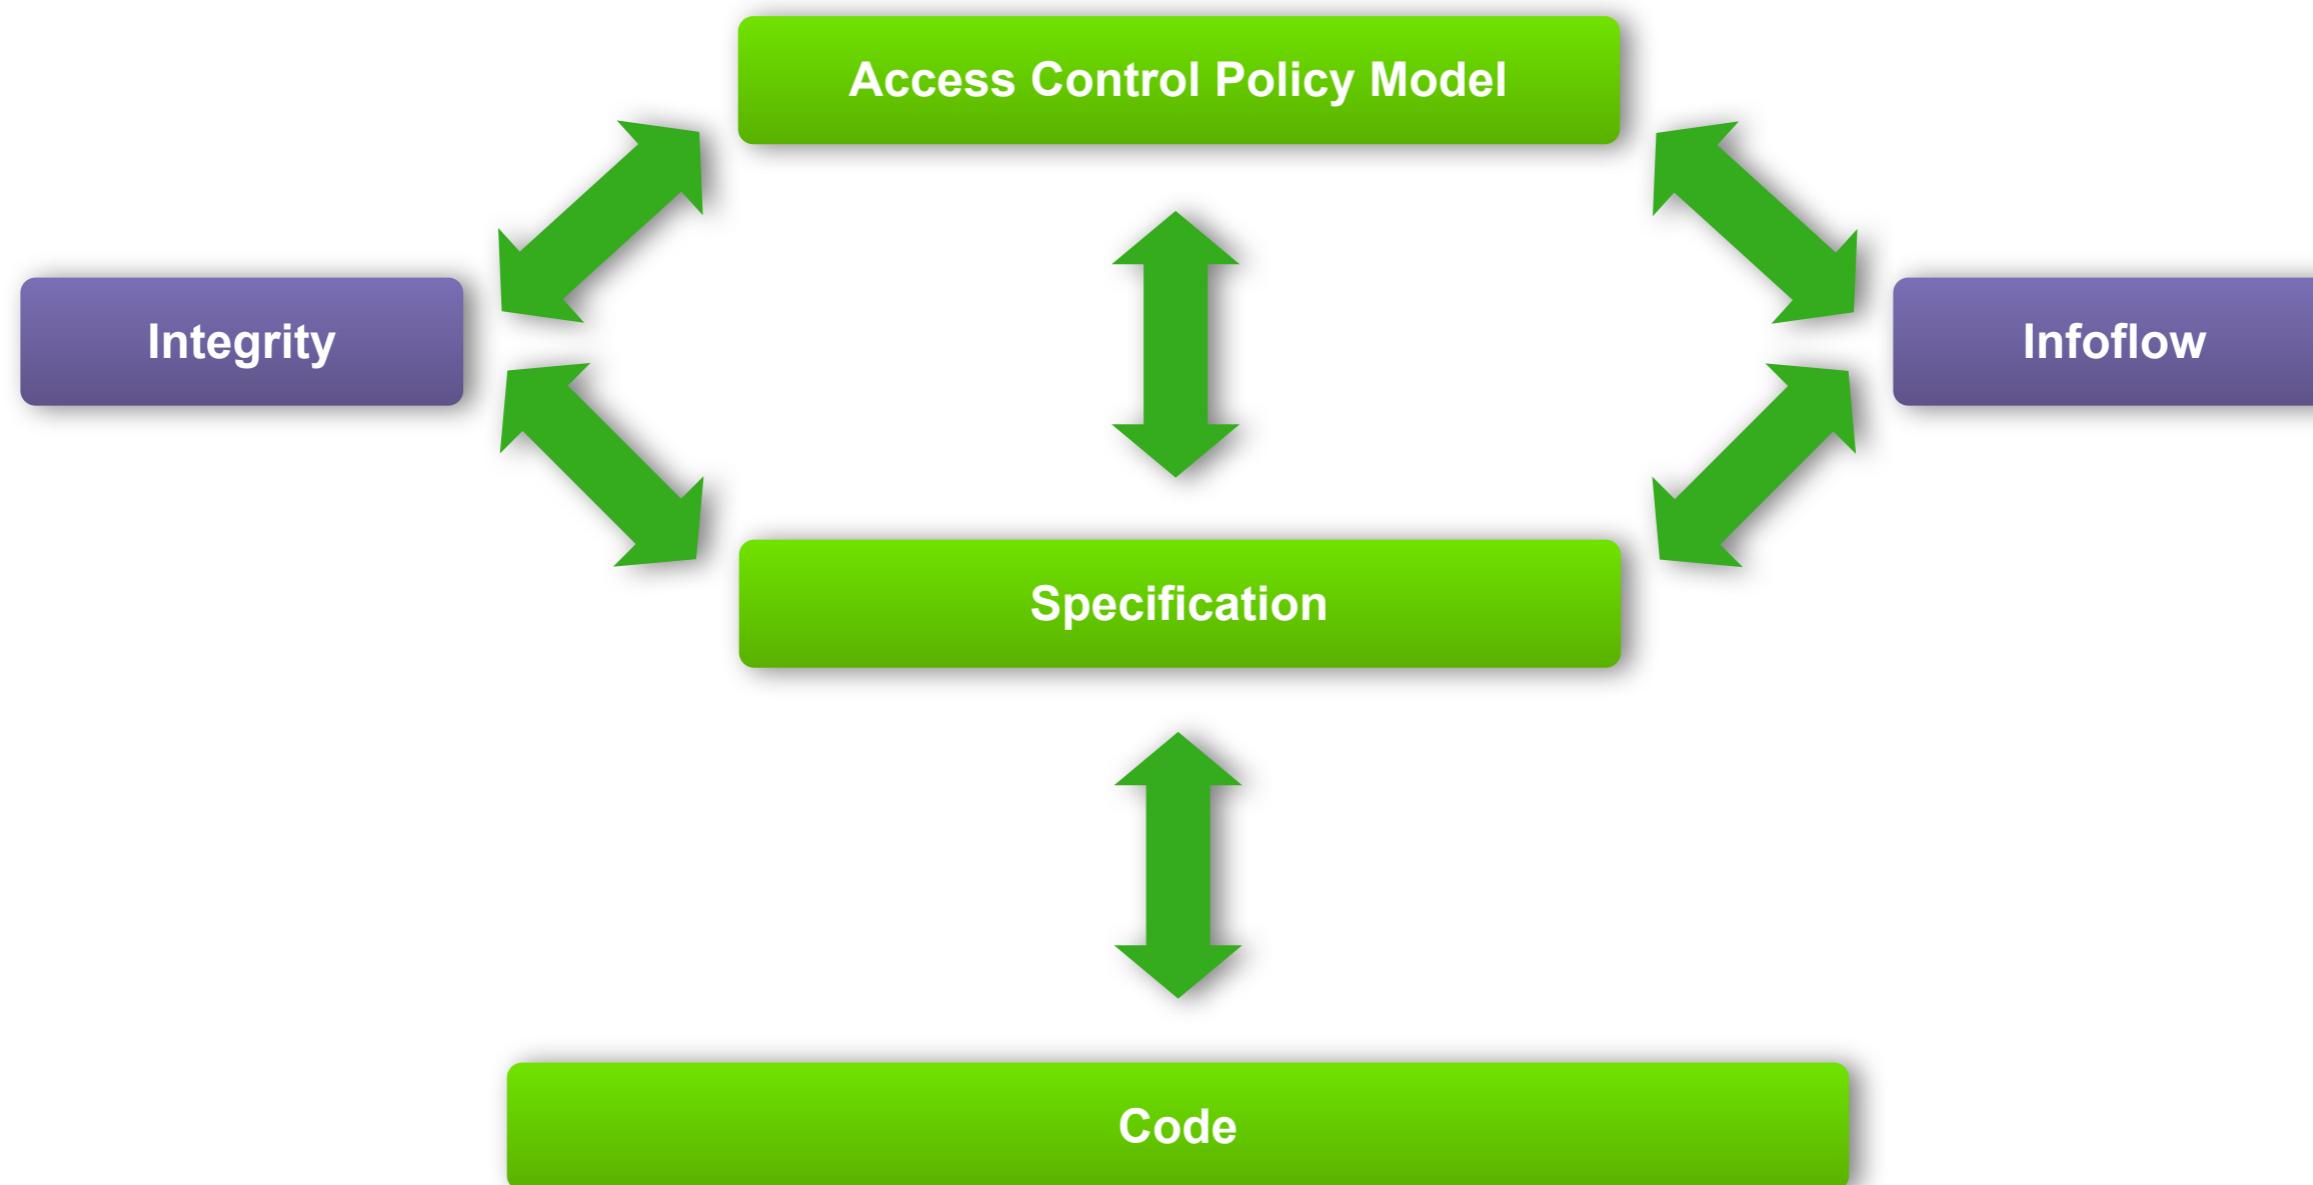 Access Control Policy Model
Integrity
Infoflow
Specification
Code